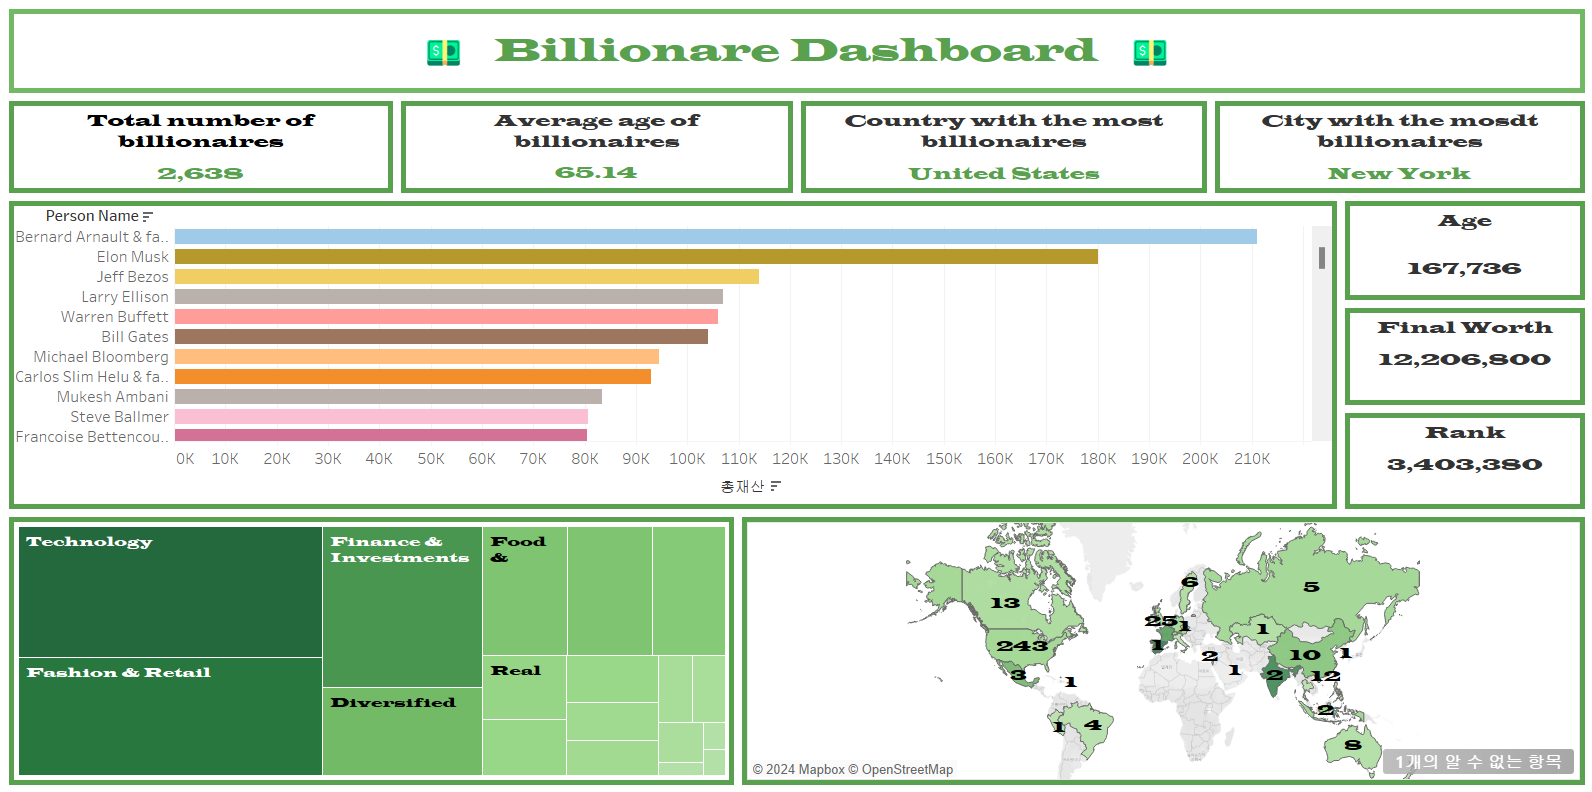 Billionare Dashboard
Total number of
billionaires
2,638
Average age of
billionaires
65.14
Country with the most
billionaires
United States
City with the mosdt
billionaires
New York
Person Name
Bernard Arnault & fa..
Elon Musk
Jeff Bezos
Larry Ellison
Warren Buffett
Bill Gates
Michael Bloomberg
Carlos Slim Helu & fa..
Mukesh Ambani
Steve Ballmer
Francoise Bettencou..
0K 10K 20K 30K 40K 50K 60K 70K 80K 90K 100K 110K 120K 130K 140K 150K 160K 170K 180K 190K 200K 210K
총재산
Age
167,736
Final Worth
12,206,800
Rank
3,403,380
Technology
Fashion & Retail
Finance &
Investments
Diversified
Food
&
Real
6
5
13
25
1
1
243
1
10
1
2
1
2
12
3
1
2
1
4
8
© 2024 Mapbox © OpenStreetMap
1개의 알 수 없는 항목